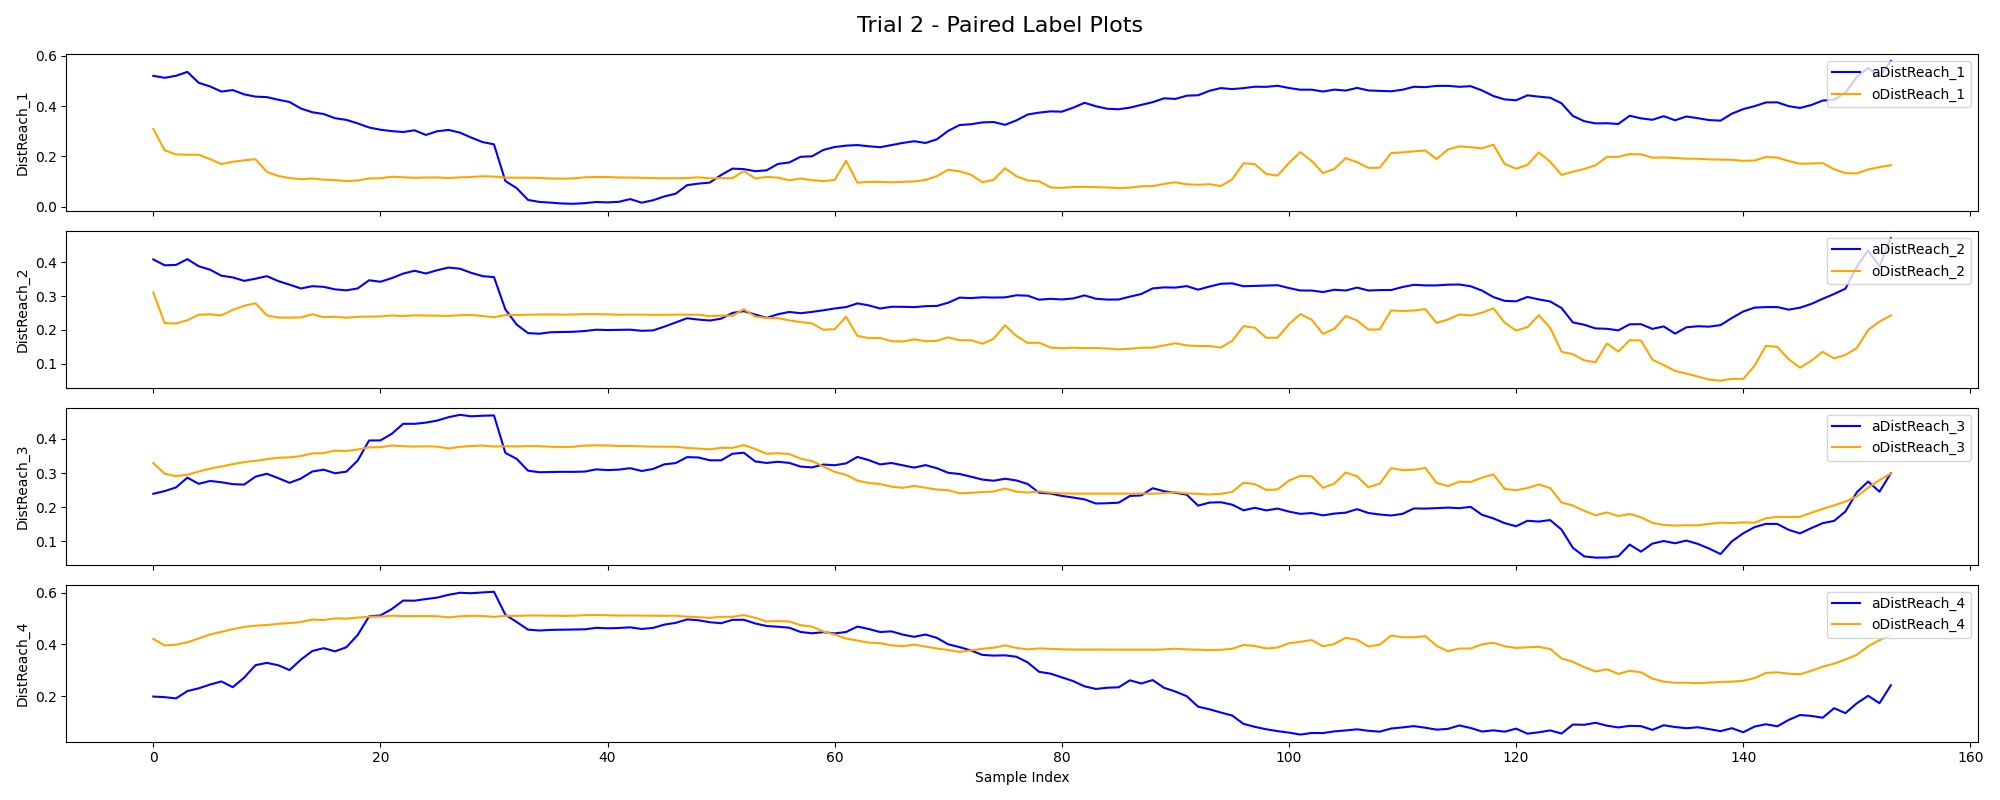 Trial 2 - Paired Label Plots
DistReach_1
0.6
0.4
0.2
0.0
aDistReach_1
oDistReach_1
DistReach_2
0.4
0.3
0.2
0.1
aDistReach_2
oDistReach_2
DistReach_3
0.4
0.3
0.2
0.1
aDistReach_3
oDistReach_3
DistReach_4
0.6
0.4
0.2
aDistReach_4
oDistReach_4
0 20 40 60 80 100 120 140 160
Sample Index